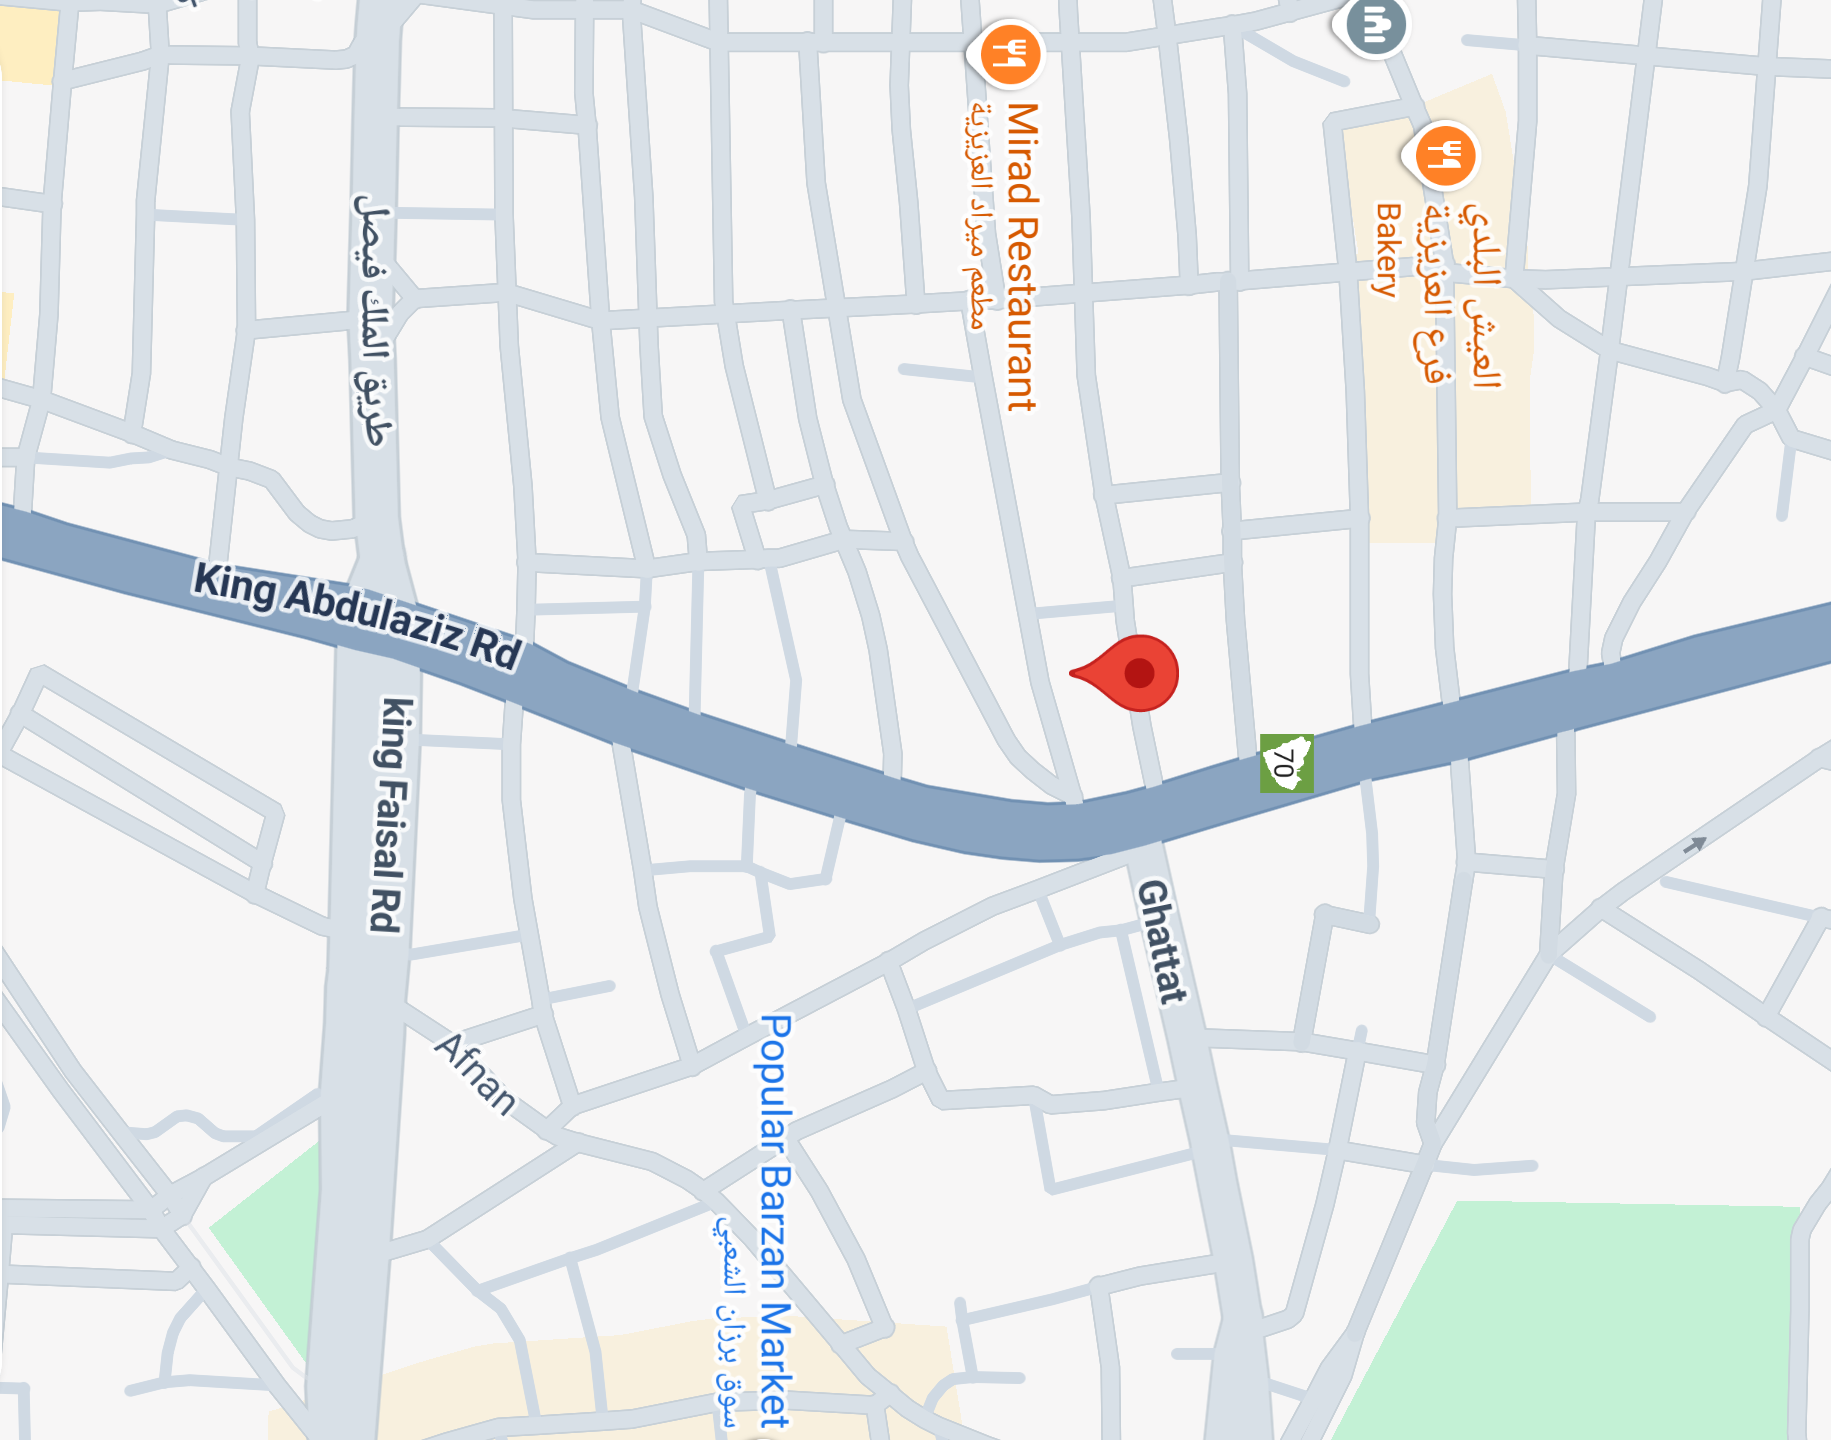 Mirad Restaurant
مطعم ميراد العزيزية
العيش البلدي
فرع العزيزية
Bakery
طريق الملك فيصل
King Abdulaziz Rd
70
King Faisal Rd
Ghattat
Afnan
Popular Barzan Market
سوق برزان الشعبي